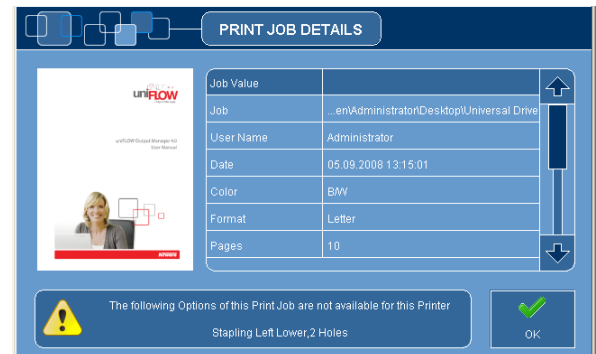 PRINT JOB DETAILS
uniFLOW
uniFLOW Output Manager V4
User Manual
Job Value
Job ...en\Administrator\Desktop\Universal Drive
User Name Administrator
Date 05.09.2008 13:15:01
Color B/W
Format Letter
Pages 10
The following Options of this Print Job are not available for this Printer
Stapling Left Lower,2 Holes
OK